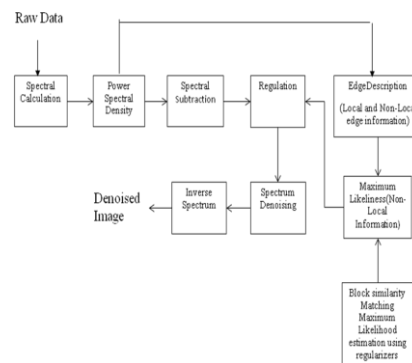 Raw Data
Spectral
Calculation
Power
Spectral
Density
Spectral
Subtraction
Regulation
EdgeDescription
(Local and Non-Local
edge information)
Denoised
Image
Inverse
Spectrum
Spectrum
Denoising
Maximum
Likeliness(Non-
Local
Information)
Block similarity
Matching
Maximum
Likelihood
estimation using
regularizers